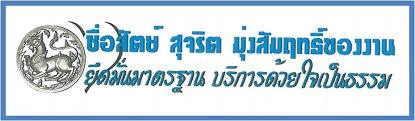 ซื่อสัตย์ สุจริต มุ่งสัมฤทธิ์ของงาน
ยึดมั่นมาตรฐาน บริการด้วยใจเป็นธรรม